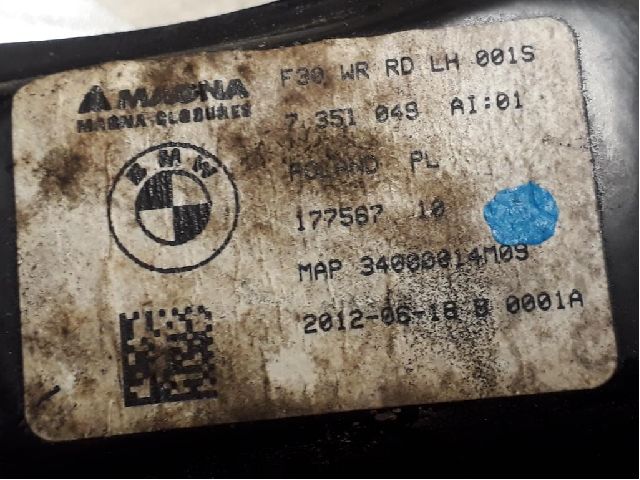 MAGNA
MAGNA CLOSURES
BMW
F30 WR RD LH 001S
7 351 049 AI:01
POLAND PL
177567 10
MAP 34000014M09
2012-06-18 B 0001A